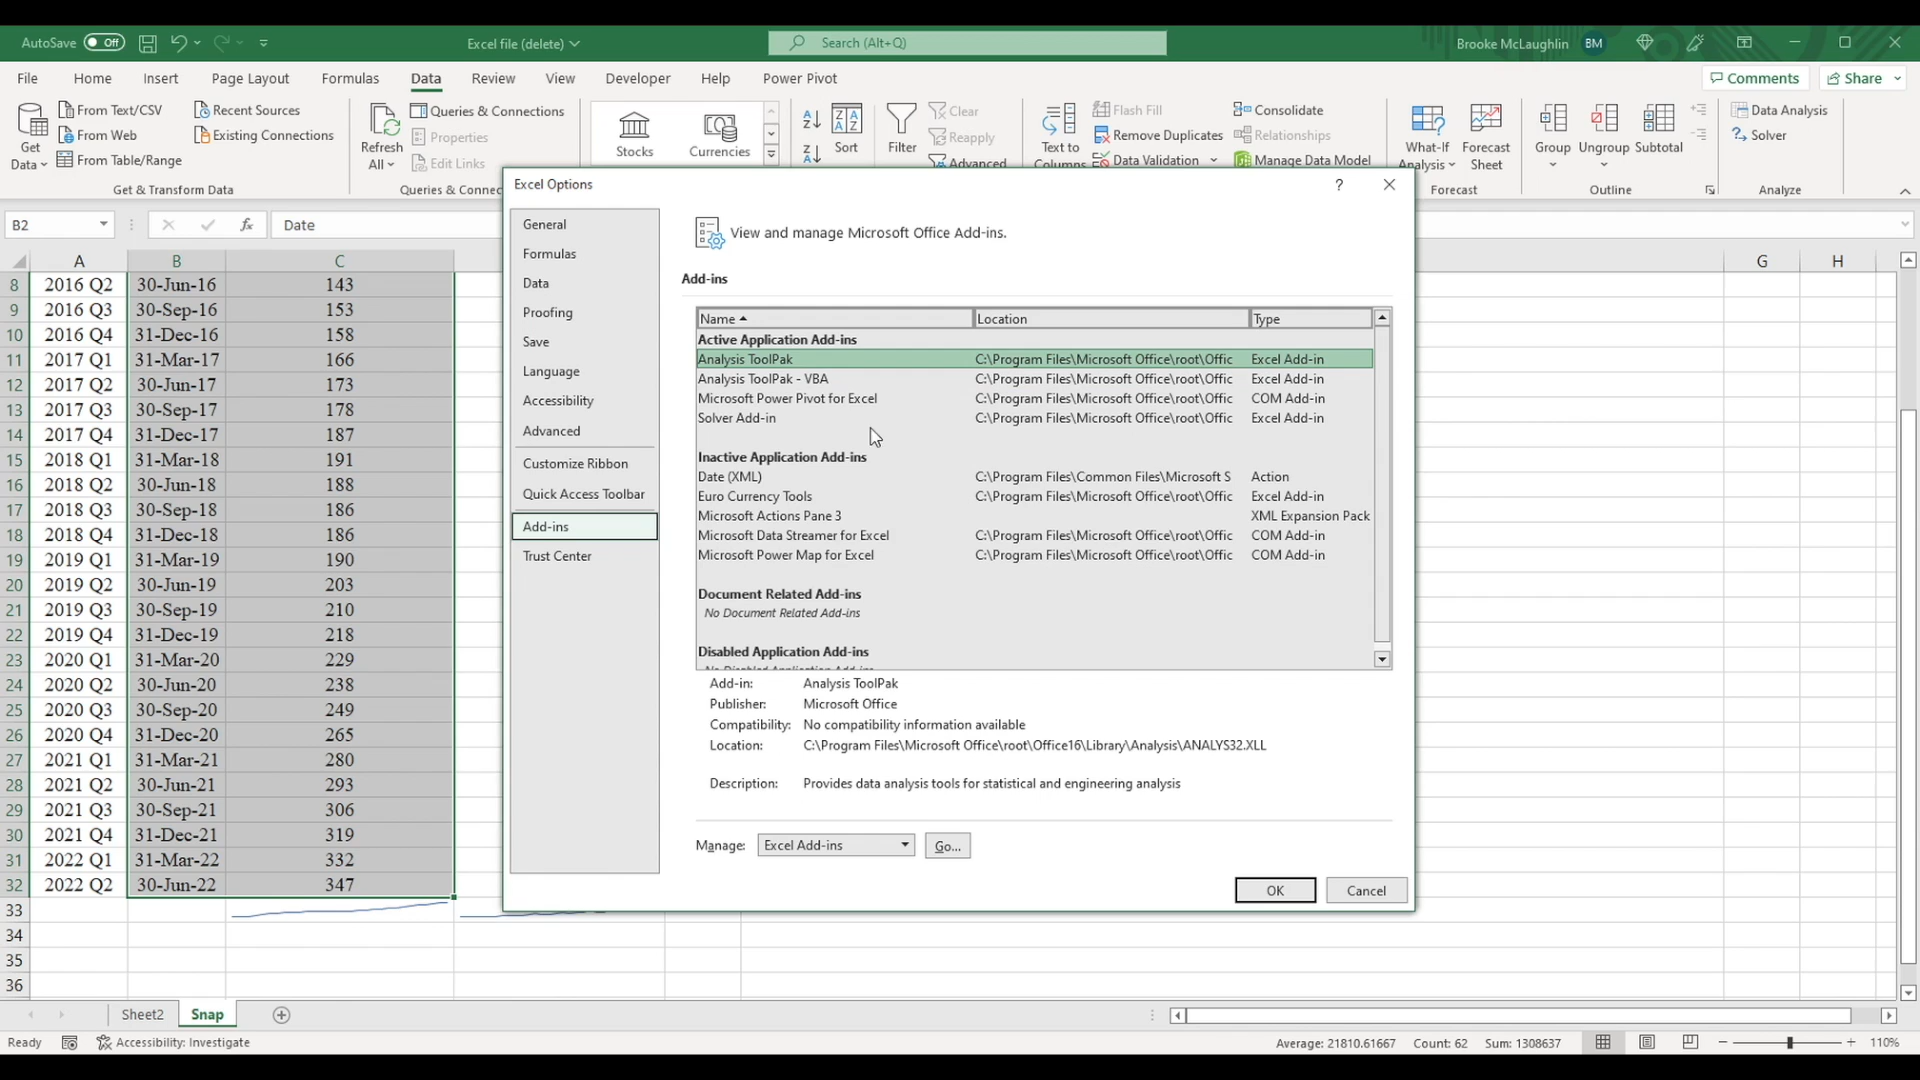 AutoSave Off Excel file (delete) Search (Alt+Q) Brooke McLaughlin BM
File Home Insert Page Layout Formulas Data Review View Developer Help Power Pivot Comments Share
Get Data
From Text/CSV
From Web
From Table/Range
Recent Sources
Existing Connections
Get & Transform Data
Refresh All
Queries & Connections
Properties
Edit Links
Stocks
Currencies
Sort
Filter
Clear
Reapply
Advanced
Text to
Columns
Flash Fill
Remove Duplicates
Data Validation
Consolidate
Relationships
Manage Data Model
What-If
Analysis
Forecast
Sheet
Forecast
Group
Ungroup
Subtotal
Outline
Data Analysis
Solver
Analyze
B2 fx Date
A B C G H
8 2016 Q2 30-Jun-16 143
9 2016 Q3 30-Sep-16 153
10 2016 Q4 31-Dec-16 158
11 2017 Q1 31-Mar-17 166
12 2017 Q2 30-Jun-17 173
13 2017 Q3 30-Sep-17 178
14 2017 Q4 31-Dec-17 187
15 2018 Q1 31-Mar-18 191
16 2018 Q2 30-Jun-18 188
17 2018 Q3 30-Sep-18 186
18 2018 Q4 31-Dec-18 186
19 2019 Q1 31-Mar-19 190
20 2019 Q2 30-Jun-19 203
21 2019 Q3 30-Sep-19 210
22 2019 Q4 31-Dec-19 218
23 2020 Q1 31-Mar-20 229
24 2020 Q2 30-Jun-20 238
25 2020 Q3 30-Sep-20 249
26 2020 Q4 31-Dec-20 265
27 2021 Q1 31-Mar-21 280
28 2021 Q2 30-Jun-21 293
29 2021 Q3 30-Sep-21 306
30 2021 Q4 31-Dec-21 319
31 2022 Q1 31-Mar-22 332
32 2022 Q2 30-Jun-22 347
33
34
35
36
Excel Options ?
General
Formulas
Data
Proofing
Save
Language
Accessibility
Advanced
Customize Ribbon
Quick Access Toolbar
Add-ins
Trust Center
View and manage Microsoft Office Add-ins.
Add-ins
Name Location Type
Active Application Add-ins
Analysis ToolPak C:\Program Files\Microsoft Office\root\Offic Excel Add-in
Analysis ToolPak - VBA C:\Program Files\Microsoft Office\root\Offic Excel Add-in
Microsoft Power Pivot for Excel C:\Program Files\Microsoft Office\root\Offic COM Add-in
Solver Add-in C:\Program Files\Microsoft Office\root\Offic Excel Add-in
Inactive Application Add-ins
Date (XML) C:\Program Files\Common Files\Microsoft S Action
Euro Currency Tools C:\Program Files\Microsoft Office\root\Offic Excel Add-in
Microsoft Actions Pane 3 XML Expansion Pack
Microsoft Data Streamer for Excel C:\Program Files\Microsoft Office\root\Offic COM Add-in
Microsoft Power Map for Excel C:\Program Files\Microsoft Office\root\Offic COM Add-in
Document Related Add-ins
No Document Related Add-ins
Disabled Application Add-ins
Add-in: Analysis ToolPak
Publisher: Microsoft Office
Compatibility: No compatibility information available
Location: C:\Program Files\Microsoft Office\root\Office16\Library\Analysis\ANALYS32.XLL
Description: Provides data analysis tools for statistical and engineering analysis
Manage: Excel Add-ins Go...
OK Cancel
Sheet2 Snap
Ready Accessibility: Investigate Average: 21810.61667 Count: 62 Sum: 1308637 110%